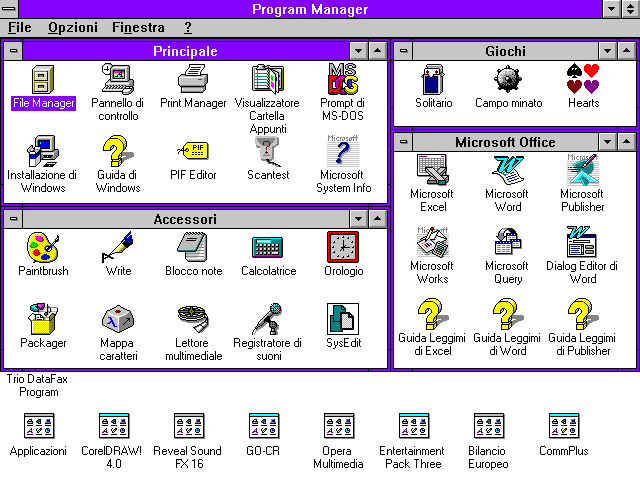 Program Manager
File Opzioni Finestra ?
Principale
File Manager
Pannello di
controllo
Print Manager
Visualizzatore
Cartella
Appunti
MS-DOS
Prompt di
MS-DOS
Installazione di
Windows
Guida di
Windows
PIF Editor
Scantest
Microsoft
Microsoft
System Info
Giochi
Solitario
Campo minato
Hearts
Accessori
Paintbrush
Write
Blocco note
Calcolatrice
Orologio
Packager
Mappa
caratteri
Lettore
multimediale
Registratore di
suoni
SysEdit
Microsoft Office
Microsoft
Excel
Microsoft
Word
Microsoft
Publisher
Microsoft
Works
Microsoft
Query
Dialog Editor di
Word
Guida Leggimi
di Excel
Guida Leggimi
di Word
Guida Leggimi
di Publisher
Trio DataFax
Program
Applicazioni
CorelDRAW!
4.0
Reveal Sound
FX 16
GO-CR
Opera
Multimedia
Entertainment
Pack Three
Bilancio
Europeo
CommPlus